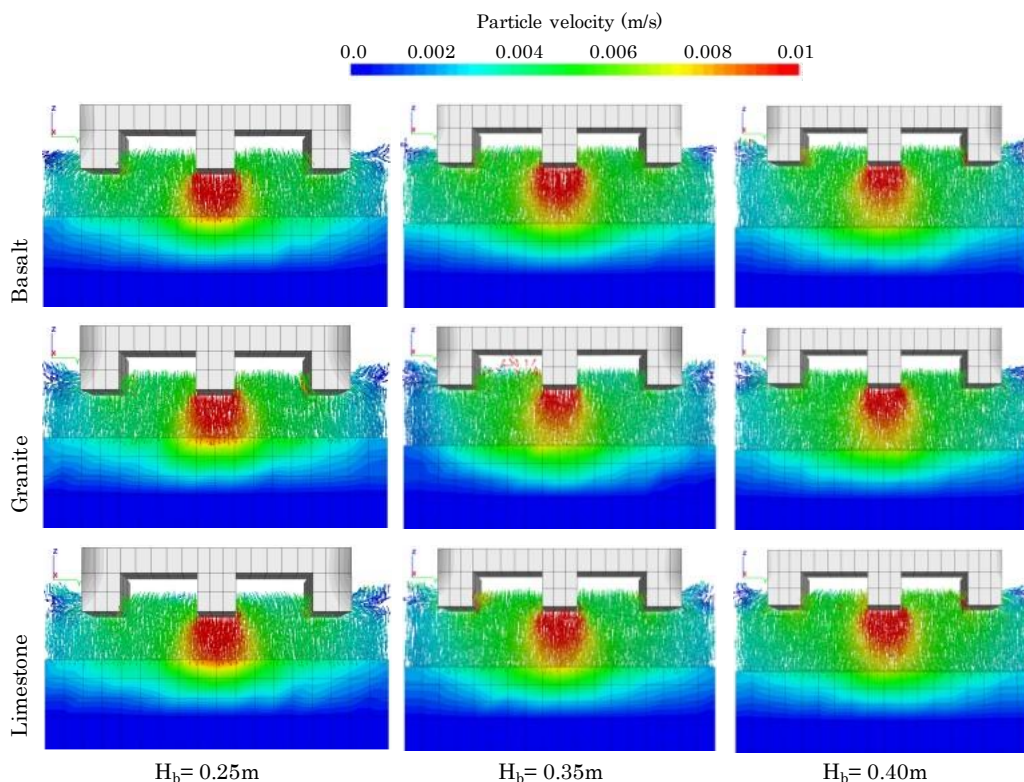 Particle velocity (m/s)
0.0 0.002 0.004 0.006 0.008 0.01
Z
X
Y
Z
X
Y
Z
X
Y
Basalt
Z
X
Y
Z
X
Y
Z
X
Y
Granite
Z
X
Y
Z
X
Y
Z
X
Y
Limestone
H_b= 0.25m H_b= 0.35m H_b= 0.40m